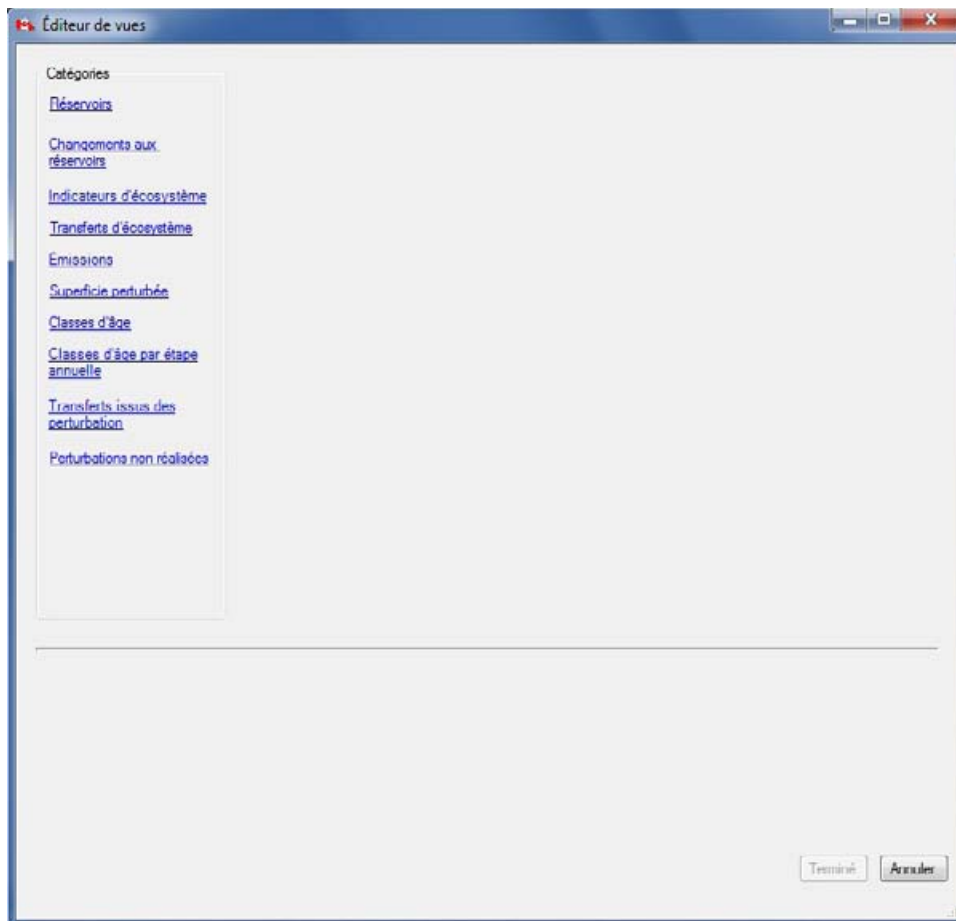 Éditeur de vues
Catégories
Réservoirs
Changements aux
réservoirs
Indicateurs d'écosystème
Transferts d'écosystème
Émissions
Superficie perturbée
Classes d'âge
Classes d'âge par étape
annuelle
Transferts issus des
perturbation
Perturbations non réalisées
Terminé
Annuler